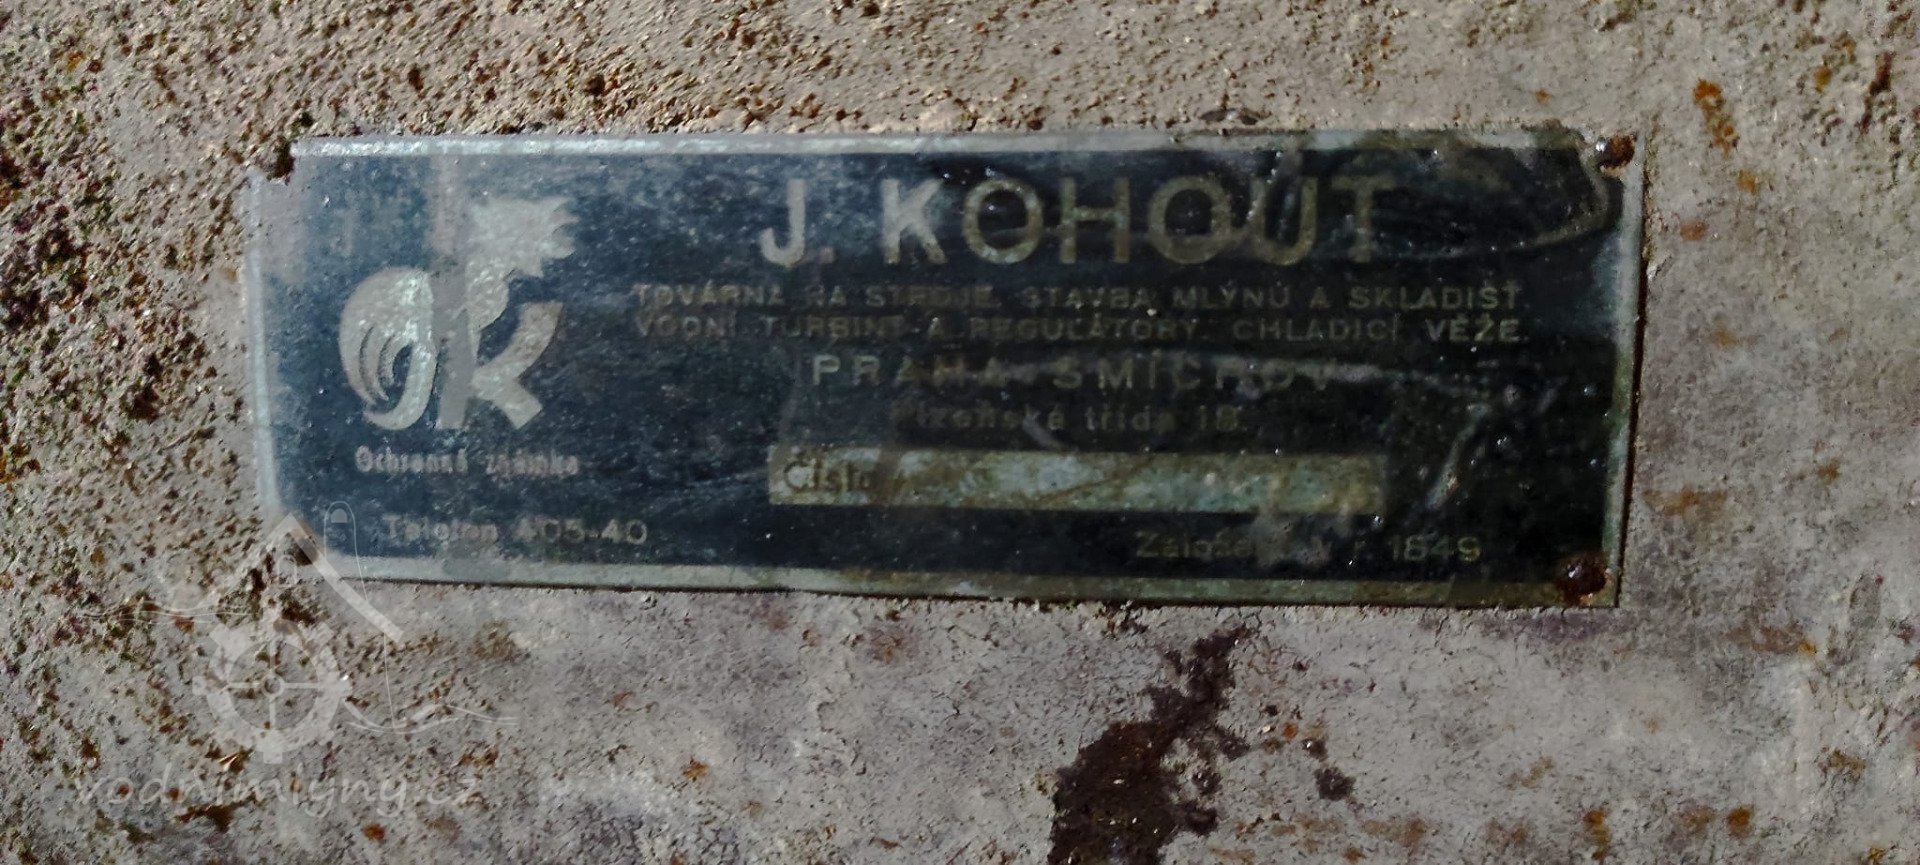 J. KOHOUT
TOVÁRNA NA STROJE, STAVBA MLÝNŮ A SKLADIŠŤ.
VODNÍ TURBINY A REGULÁTORY. CHLADICÍ VĚŽE.
PRAHA-SMÍCHOV
Plzeňská třída 18.
Ochranná známka
Číslo
Telefon 405-40
Založeno v r. 1849
vodnimlyny.cz